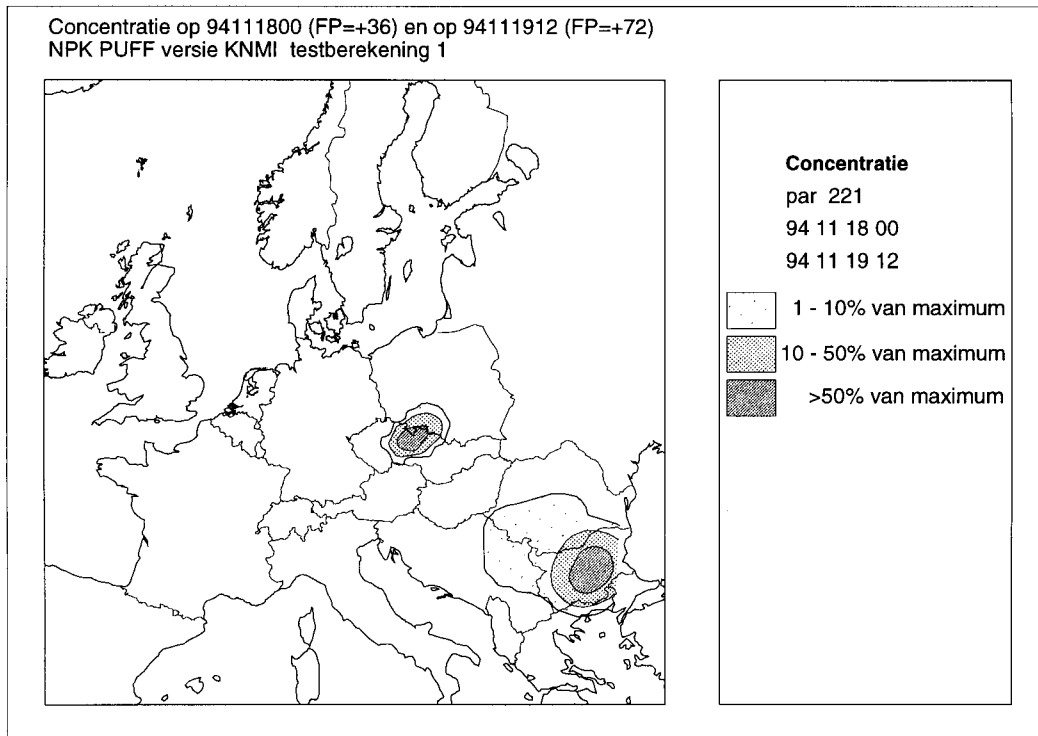 Concentratie op 94111800 (FP=+36) en op 94111912 (FP=+72)
NPK PUFF versie KNMI testberekening 1
Concentratie
par 221
94 11 18 00
94 11 19 12
1 - 10% van maximum
10 - 50% van maximum
>50% van maximum